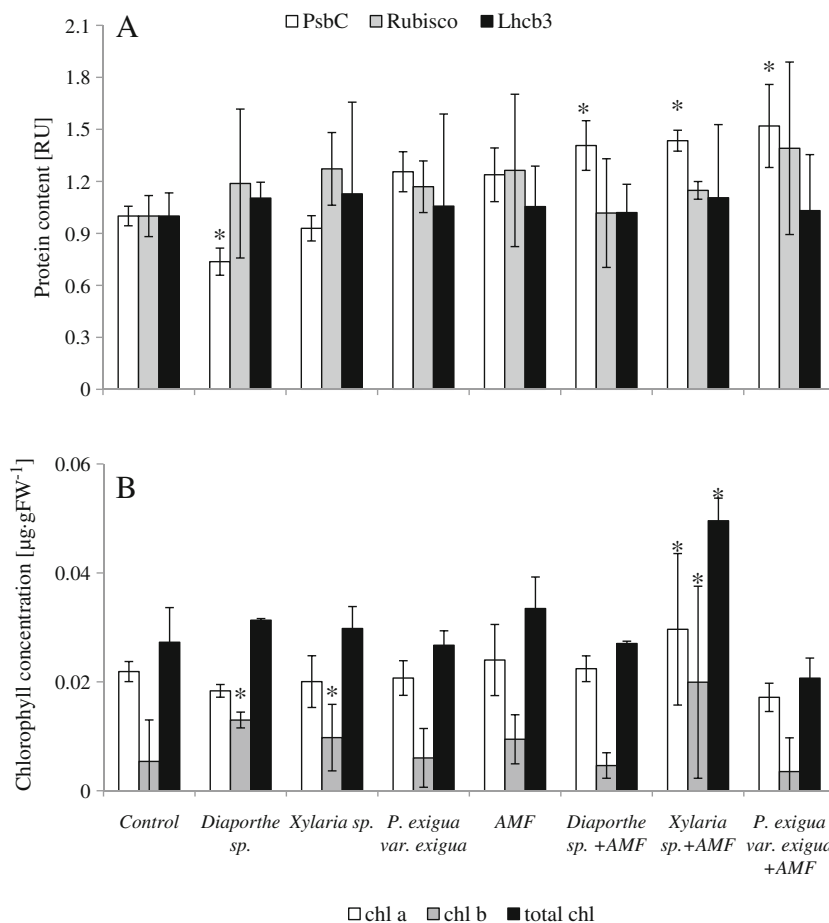 A
PsbC Rubisco Lhcb3
Protein content [RU]
2.1
1.8
1.5
1.2
0.9
0.6
0.3
0
* * * *
B
Chlorophyll concentration [µg·gFW⁻¹]
0.06
0.04
0.02
0
* * * * *
Control
Diaporthe sp.
Xylaria sp.
P. exigua
var. exigua
AMF
Diaporthe
sp. +AMF
Xylaria
sp.+AMF
P. exigua
var. exigua
+AMF
chl a chl b total chl